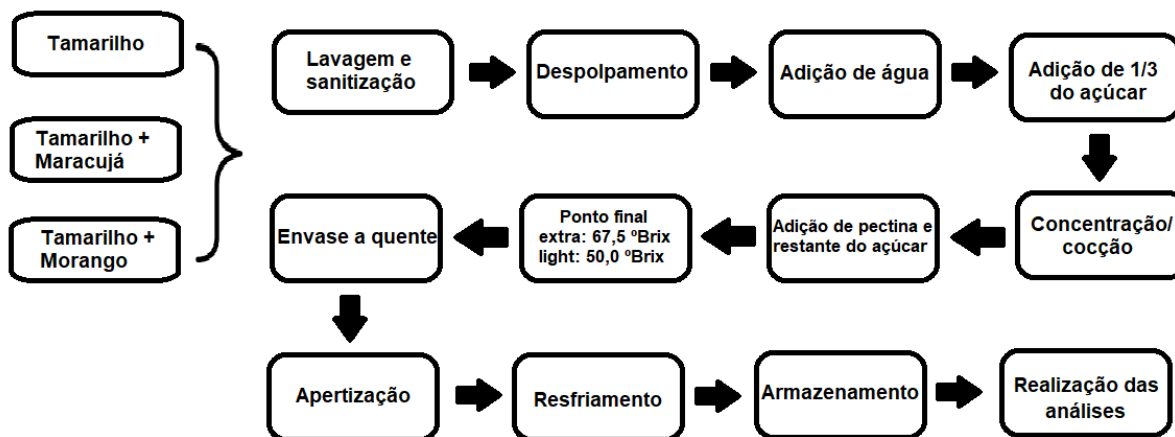 Tamarilho
Tamarilho +
Maracujá
Tamarilho +
Morango
Lavagem e
sanitização
Despolpamento
Adição de água
Adição de 1/3
do açúcar
Concentração/
cocção
Adição de pectina e
restante do açúcar
Ponto final
extra: 67,5 ºBrix
light: 50,0 ºBrix
Envase a quente
Apertização
Resfriamento
Armazenamento
Realização das
análises